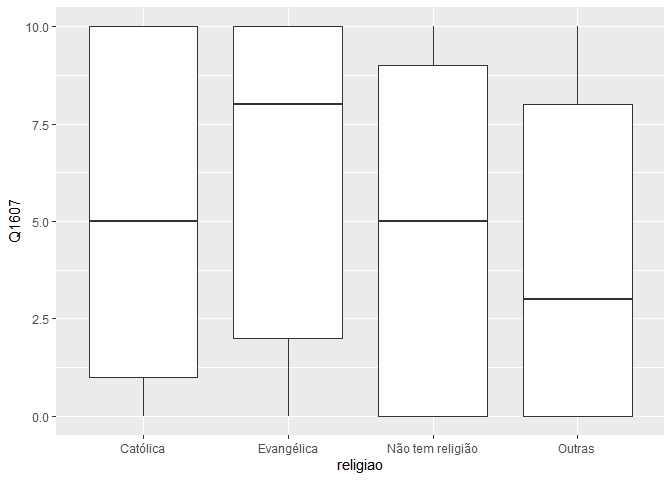 10.0
7.5
5.0
2.5
0.0
Q1607
Católica
Evangélica
Não tem religião
Outras
religiao